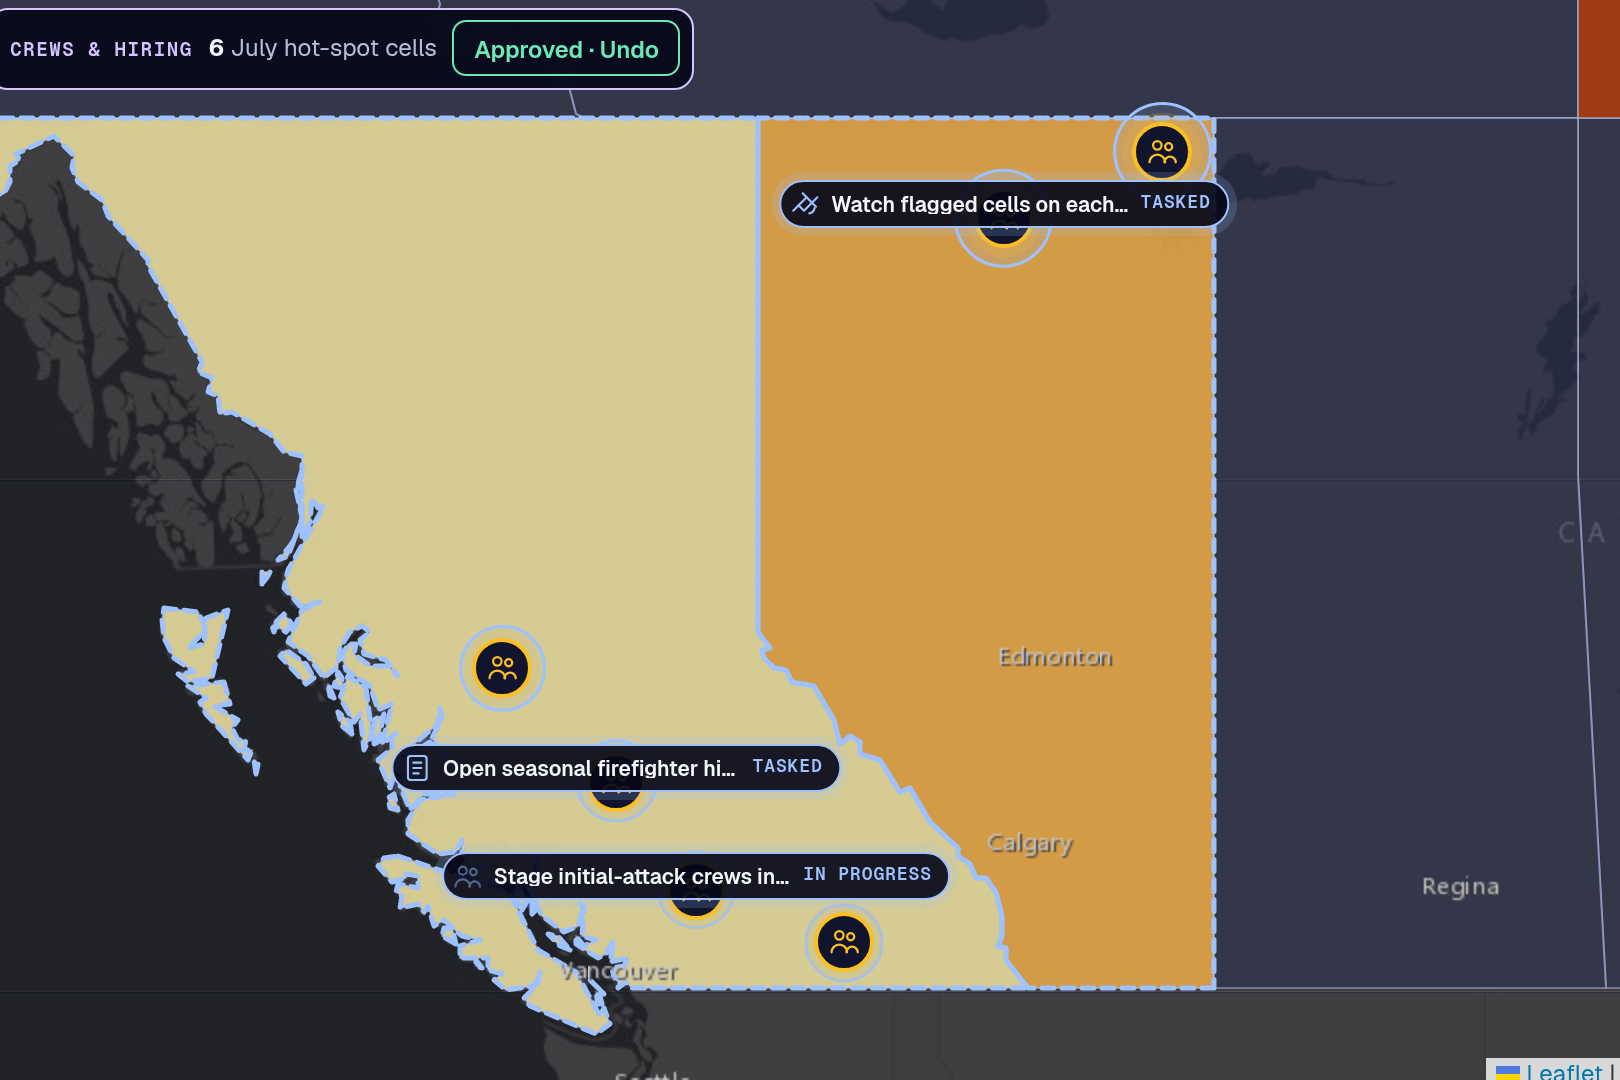 CREWS & HIRING 6 July hot-spot cells Approved · Undo
Watch flagged cells on each... TASKED
C A
Edmonton
Open seasonal firefighter hi... TASKED
Calgary
Stage initial-attack crews in... IN PROGRESS
Regina
Vancouver
Seattle
Leaflet |